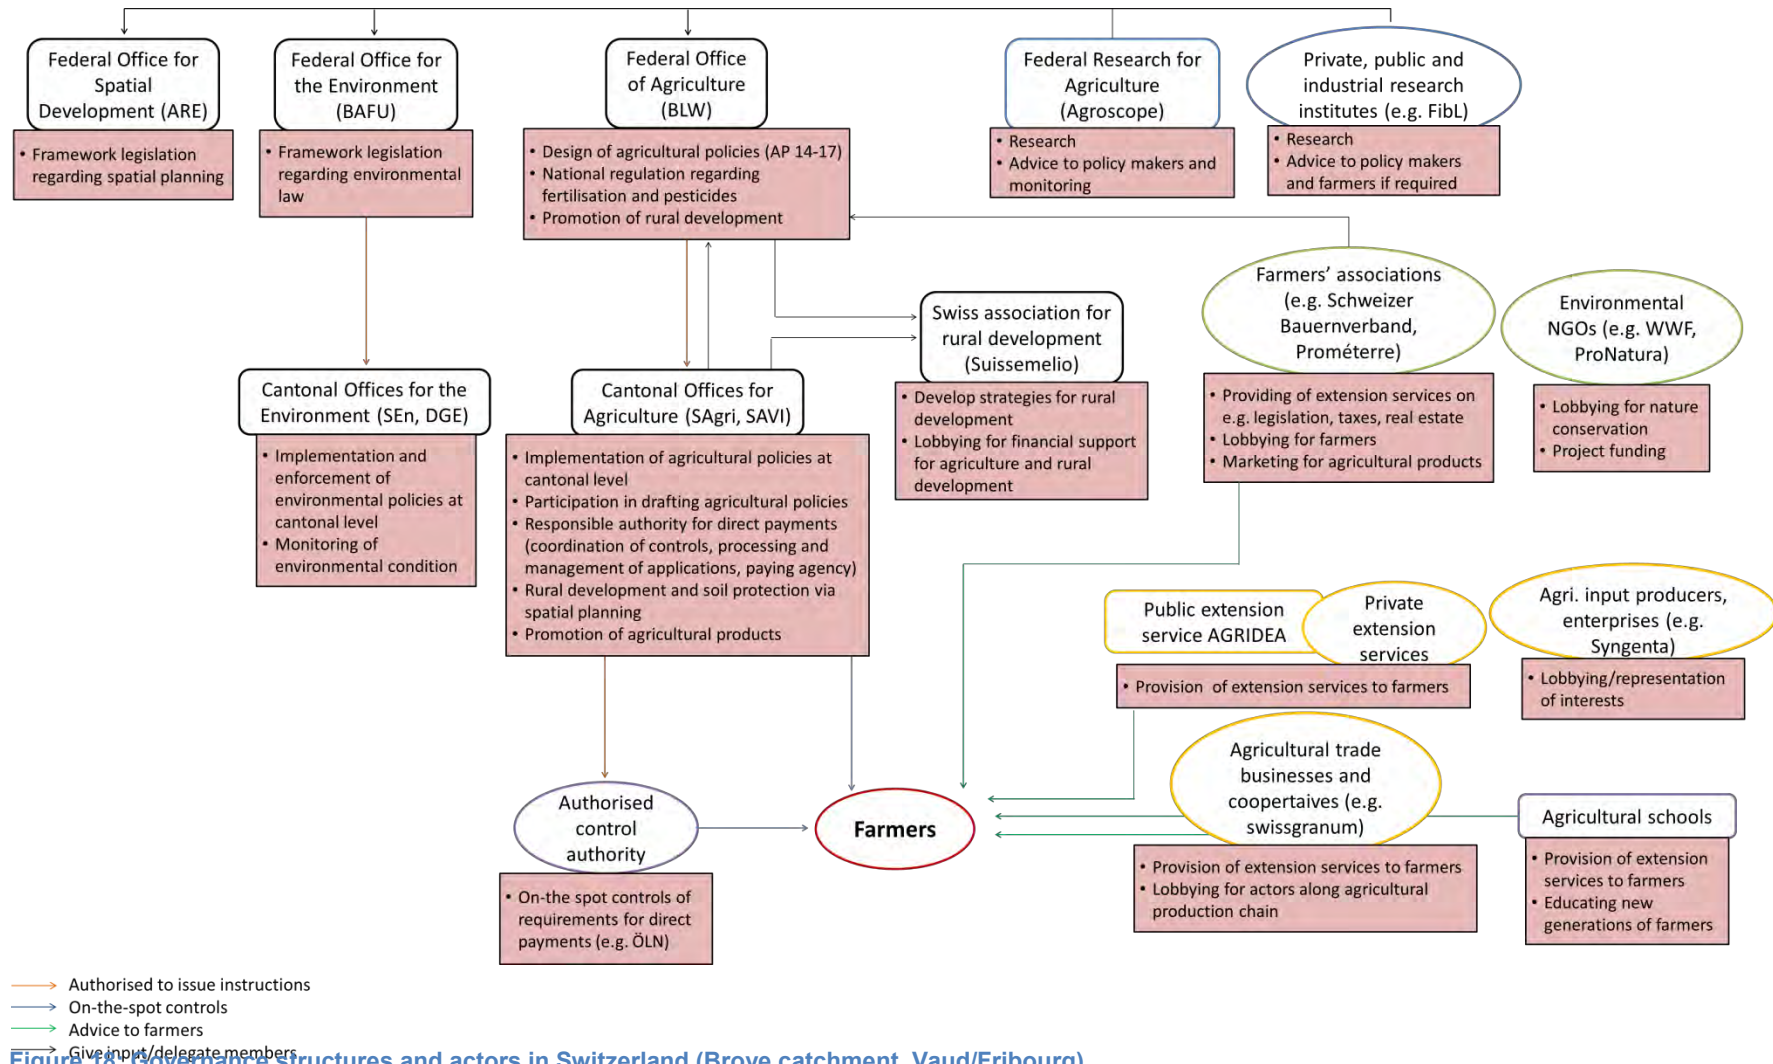 Federal Office for
Spatial
Development (ARE)
• Framework legislation
regarding spatial planning
Federal Office for
the Environment
(BAFU)
• Framework legislation
regarding environmental
law
Federal Office
of Agriculture
(BLW)
• Design of agricultural policies (AP 14-17)
• National regulation regarding
fertilisation and pesticides
• Promotion of rural development
Federal Research for
Agriculture
(Agroscope)
• Research
• Advice to policy makers and
monitoring
Private, public and
industrial research
institutes (e.g. FibL)
• Research
• Advice to policy makers
and farmers if required
Farmers' associations
(e.g. Schweizer
Bauernverband,
Prométerre)
• Providing of extension services on
e.g. legislation, taxes, real estate
• Lobbying for farmers
• Marketing for agricultural products
Environmental
NGOs (e.g. WWF,
ProNatura)
• Lobbying for nature
conservation
• Project funding
Swiss association for
rural development
(Suissemelio)
• Develop strategies for rural
development
• Lobbying for financial support
for agriculture and rural
development
Cantonal Offices for the
Environment (SEn, DGE)
• Implementation and
enforcement of
environmental policies at
cantonal level
• Monitoring of
environmental condition
Cantonal Offices for
Agriculture (SAgri, SAVI)
• Implementation of agricultural policies at
cantonal level
• Participation in drafting agricultural policies
• Responsible authority for direct payments
(coordination of controls, processing and
management of applications, paying agency)
• Rural development and soil protection via
spatial planning
• Promotion of agricultural products
Public extension
service AGRIDEA
Private
extension
services
• Provision of extension services to farmers
Agri. input producers,
enterprises (e.g.
Syngenta)
• Lobbying/representation
of interests
Agricultural trade
businesses and
coopertaives (e.g.
swissgranum)
• Provision of extension services to farmers
• Lobbying for actors along agricultural
production chain
Agricultural schools
• Provision of extension
services to farmers
• Educating new
generations of farmers
Authorised
control
authority
• On-the spot controls of
requirements for direct
payments (e.g. ÖLN)
Farmers
Authorised to issue instructions
On-the-spot controls
Advice to farmers
Give input/delegate members
Figure 18: Governance structures and actors in Switzerland (Broye catchment, Vaud/Fribourg)